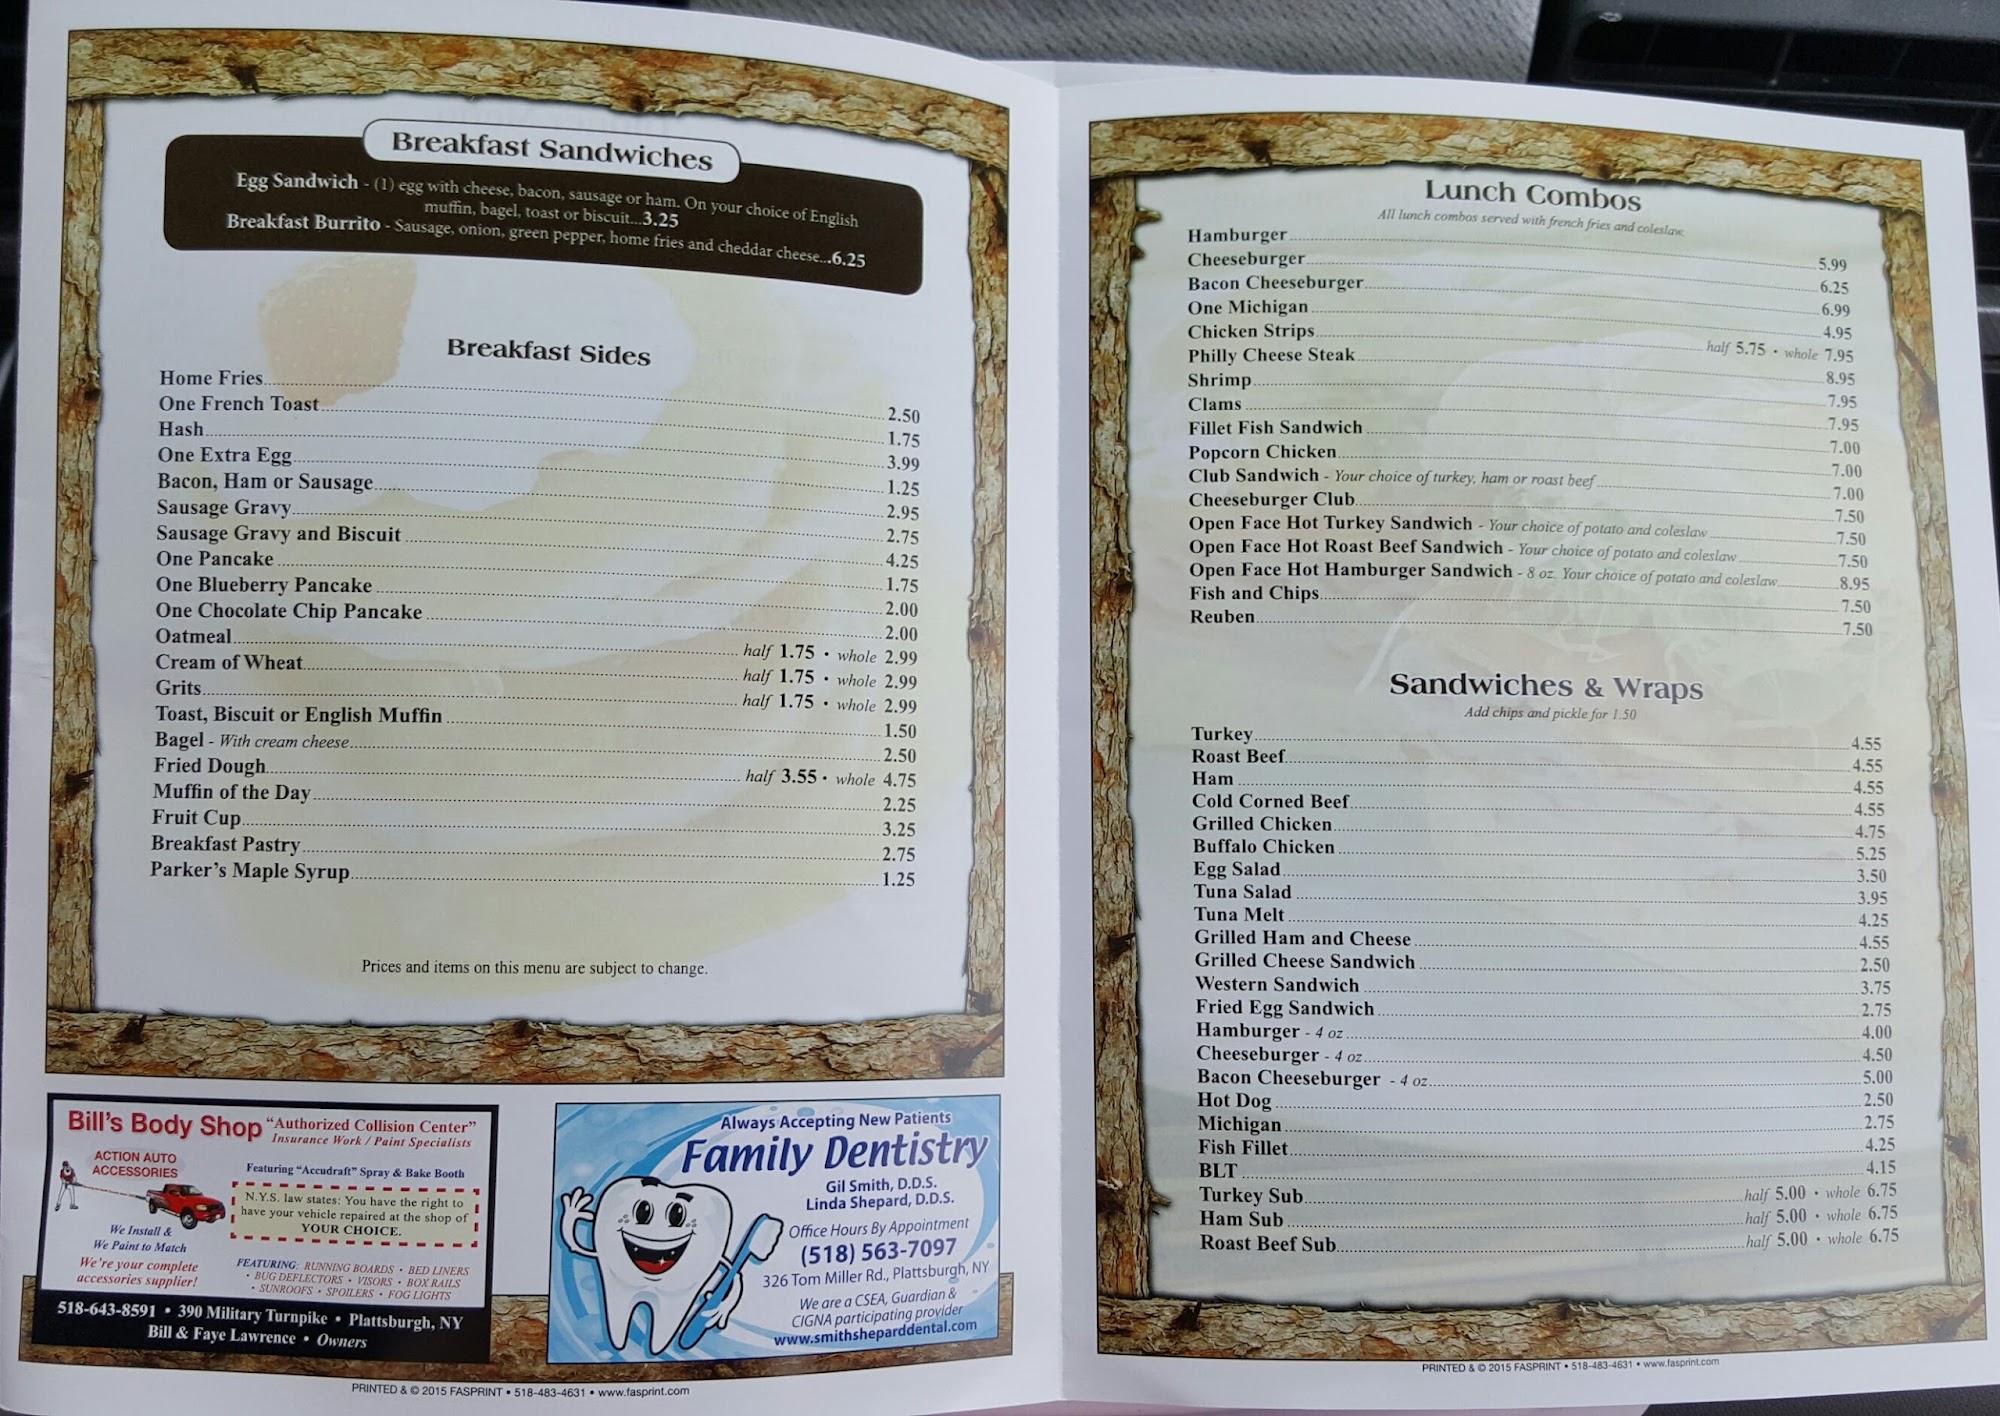 Breakfast Sandwiches
Egg Sandwich - (1) egg with cheese, bacon, sausage or ham. On your choice of English
muffin, bagel, toast or biscuit...3.25
Breakfast Burrito - Sausage, onion, green pepper, home fries and cheddar cheese...6.25
Breakfast Sides
Home Fries 2.50
One French Toast 1.75
Hash 3.99
One Extra Egg 1.25
Bacon, Ham or Sausage 2.95
Sausage Gravy 2.75
Sausage Gravy and Biscuit 4.25
One Pancake 1.75
One Blueberry Pancake 2.00
One Chocolate Chip Pancake 2.00
Oatmeal half 1.75 • whole 2.99
Cream of Wheat half 1.75 • whole 2.99
Grits half 1.75 • whole 2.99
Toast, Biscuit or English Muffin 1.50
Bagel - With cream cheese 2.50
Fried Dough half 3.55 • whole 4.75
Muffin of the Day 2.25
Fruit Cup 3.25
Breakfast Pastry 2.75
Parker's Maple Syrup 1.25
Prices and items on this menu are subject to change.
Bill's Body Shop "Authorized Collision Center"
Insurance Work / Paint Specialists
ACTION AUTO
ACCESSORIES
Featuring "Accudraft" Spray & Bake Booth
N.Y.S. law states: You have the right to
have your vehicle repaired at the shop of
YOUR CHOICE.
We Install &
We Paint to Match
We're your complete
accessories supplier!
FEATURING: RUNNING BOARDS • BED LINERS
• BUG DEFLECTORS • VISORS • BOX RAILS
• SUNROOFS • SPOILERS • FOG LIGHTS
518-643-8591 • 390 Military Turnpike • Plattsburgh, NY
Bill & Faye Lawrence • Owners
Always Accepting New Patients
Family Dentistry
Gil Smith, D.D.S.
Linda Shepard, D.D.S.
Office Hours By Appointment
(518) 563-7097
326 Tom Miller Rd., Plattsburgh, NY
We are a CSEA, Guardian &
CIGNA participating provider
www.smithsheparddental.com
PRINTED & © 2015 FASPRINT • 518-483-4631 • www.fasprint.com
Lunch Combos
All lunch combos served with french fries and coleslaw.
Hamburger 5.99
Cheeseburger 6.25
Bacon Cheeseburger 6.99
One Michigan 4.95
Chicken Strips half 5.75 • whole 7.95
Philly Cheese Steak 8.95
Shrimp 7.95
Clams 7.95
Fillet Fish Sandwich 7.00
Popcorn Chicken 7.00
Club Sandwich - Your choice of turkey, ham or roast beef 7.00
Cheeseburger Club 7.50
Open Face Hot Turkey Sandwich - Your choice of potato and coleslaw 7.50
Open Face Hot Roast Beef Sandwich - Your choice of potato and coleslaw 7.50
Open Face Hot Hamburger Sandwich - 8 oz. Your choice of potato and coleslaw 8.95
Fish and Chips 7.50
Reuben 7.50
Sandwiches & Wraps
Add chips and pickle for 1.50
Turkey 4.55
Roast Beef 4.55
Ham 4.55
Cold Corned Beef 4.55
Grilled Chicken 4.75
Buffalo Chicken 5.25
Egg Salad 3.50
Tuna Salad 3.95
Tuna Melt 4.25
Grilled Ham and Cheese 4.55
Grilled Cheese Sandwich 2.50
Western Sandwich 3.75
Fried Egg Sandwich 2.75
Hamburger - 4 oz 4.00
Cheeseburger - 4 oz 4.50
Bacon Cheeseburger - 4 oz 5.00
Hot Dog 2.50
Michigan 2.75
Fish Fillet 4.25
BLT 4.15
Turkey Sub half 5.00 • whole 6.75
Ham Sub half 5.00 • whole 6.75
Roast Beef Sub half 5.00 • whole 6.75
PRINTED & © 2015 FASPRINT • 518-483-4631 • www.fasprint.com